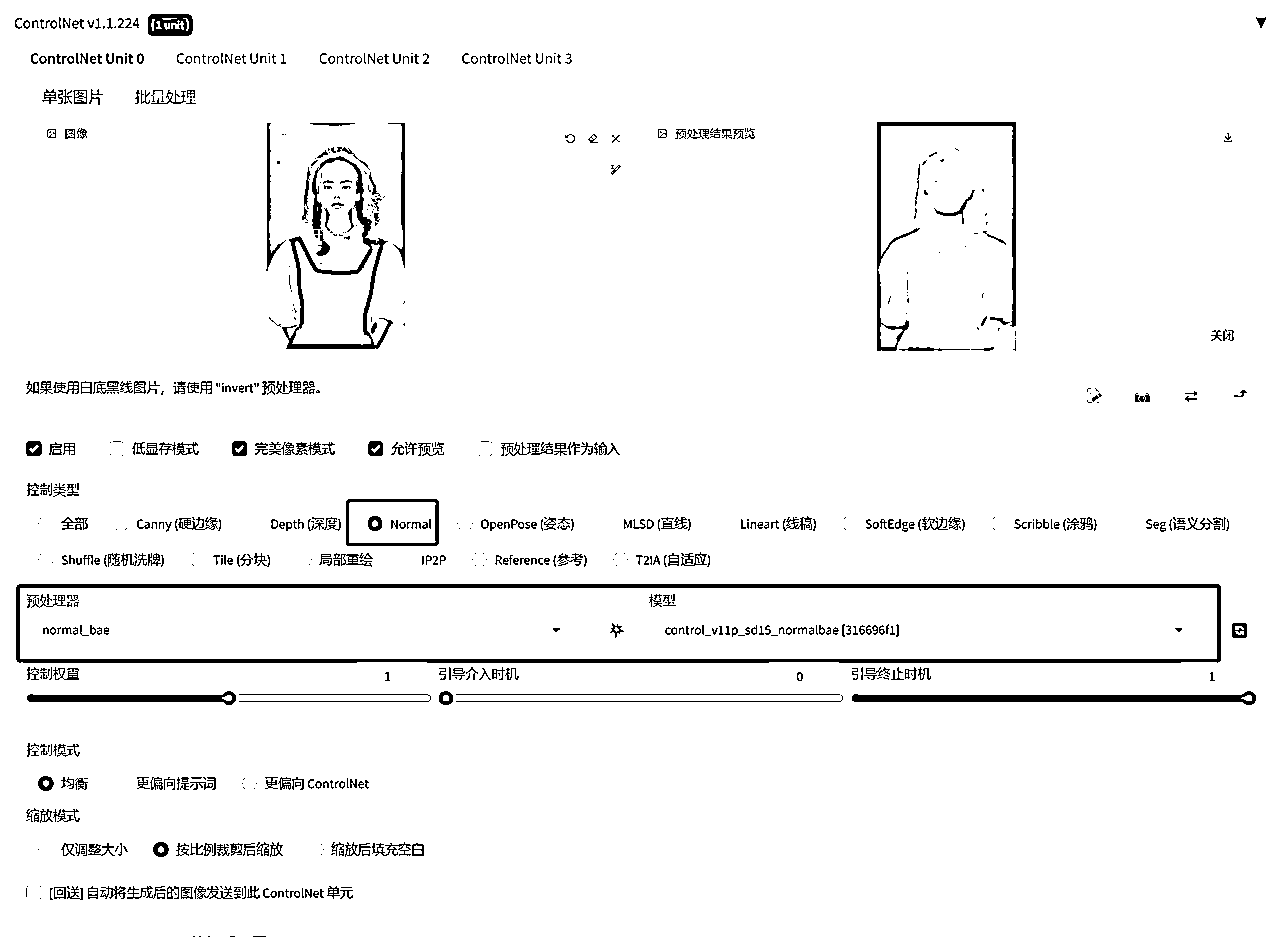 ControlNet v1.1.224 (1 unit)
ControlNet Unit 0 ControlNet Unit 1 ControlNet Unit 2 ControlNet Unit 3
单张图片 批量处理
图像 预处理结果预览
关闭
如果使用白底黑线图片，请使用 "invert" 预处理器。
启用 低显存模式 完美像素模式 允许预览 预处理结果作为输入
控制类型
全部 Canny (硬边缘) Depth (深度) Normal OpenPose (姿态) MLSD (直线) Lineart (线稿) SoftEdge (软边缘) Scribble (涂鸦) Seg (语义分割)
Shuffle (随机洗牌) Tile (分块) 局部重绘 IP2P Reference (参考) T2IA (自适应)
预处理器 模型
normal_bae control_v11p_sd15_normalbae [316696f1]
控制权重 1 引导介入时机 0 引导终止时机 1
控制模式
均衡 更偏向提示词 更偏向 ControlNet
缩放模式
仅调整大小 按比例裁剪后缩放 缩放后填充空白
[回送] 自动将生成后的图像发送到此 ControlNet 单元